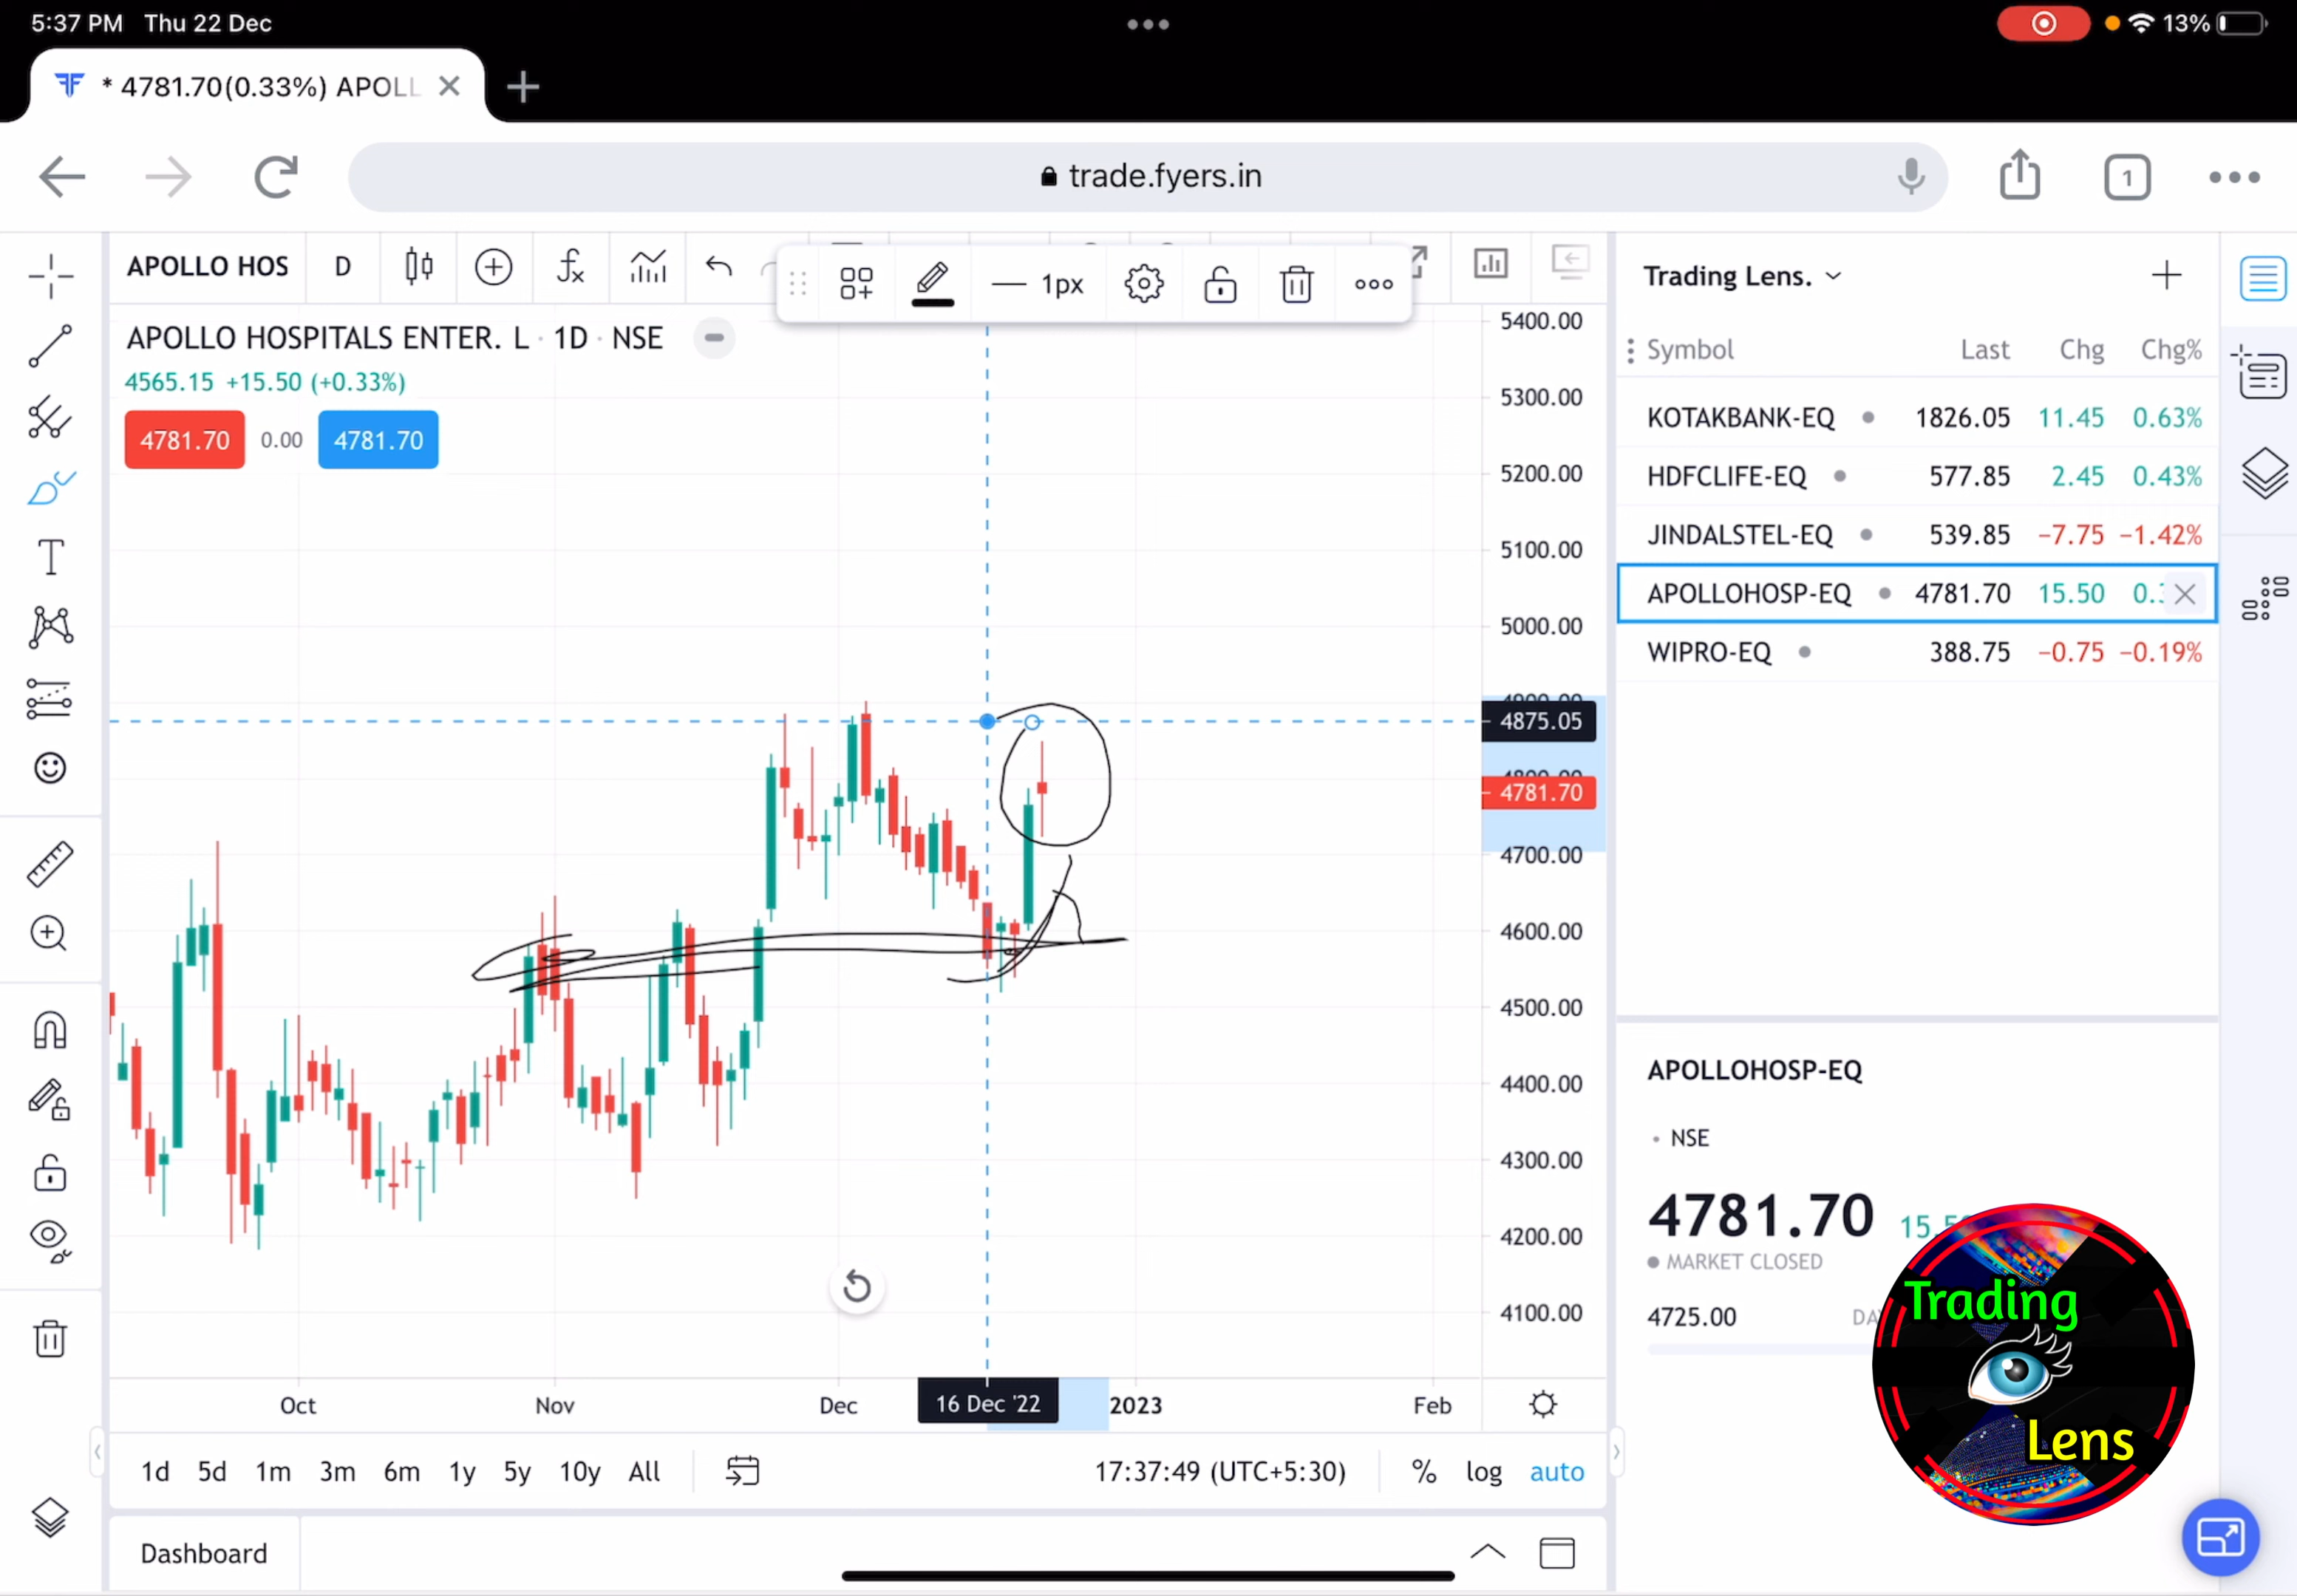 5:37 PM Thu 22 Dec
13%
* 4781.70(0.33%) APOLL
trade.fyers.in
1
APOLLO HOS D
1px
APOLLO HOSPITALS ENTER. L · 1D · NSE
4565.15 +15.50 (+0.33%)
4781.70 0.00 4781.70
5400.00
5300.00
5200.00
5100.00
5000.00
4875.05
4781.70
4700.00
4600.00
4500.00
4400.00
4300.00
4200.00
4100.00
Oct Nov Dec 16 Dec '22 2023 Feb
1d 5d 1m 3m 6m 1y 5y 10y All
17:37:49 (UTC+5:30) % log auto
Dashboard
Trading Lens.
Symbol Last Chg Chg%
KOTAKBANK-EQ 1826.05 11.45 0.63%
HDFCLIFE-EQ 577.85 2.45 0.43%
JINDALSTEL-EQ 539.85 −7.75 −1.42%
APOLLOHOSP-EQ 4781.70 15.50
WIPRO-EQ 388.75 −0.75 −0.19%
APOLLOHOSP-EQ
NSE
4781.70
MARKET CLOSED
4725.00
Trading
Lens